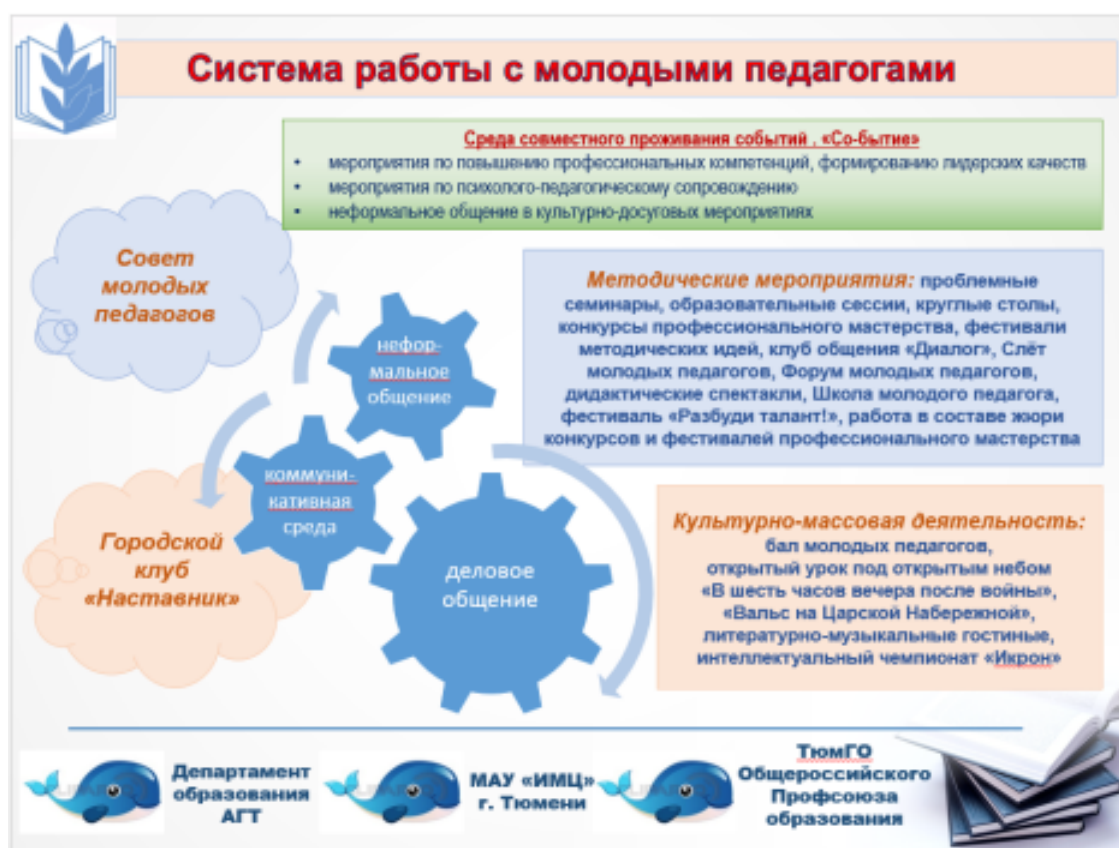 Система работы с молодыми педагогами
Среда совместного проживания событий , «Со-бытие»
• мероприятия по повышению профессиональных компетенций, формированию лидерских качеств
• мероприятия по психолого-педагогическому сопровождению
• неформальное общение в культурно-досуговых мероприятиях
Совет
молодых
педагогов
Методические мероприятия: проблемные
семинары, образовательные сессии, круглые столы,
конкурсы профессионального мастерства, фестивали
методических идей, клуб общения «Диалог», Слёт
молодых педагогов, Форум молодых педагогов,
дидактические спектакли, Школа молодого педагога,
фестиваль «Разбуди талант!», работа в составе жюри
конкурсов и фестивалей профессионального мастерства
нефор-
мальное
общение
коммуни-
кативная
среда
деловое
общение
Городской
клуб
«Наставник»
Культурно-массовая деятельность:
бал молодых педагогов,
открытый урок под открытым небом
«В шесть часов вечера после войны»,
«Вальс на Царской Набережной»,
литературно-музыкальные гостиные,
интеллектуальный чемпионат «Икрон»
Департамент
образования
АГТ
МАУ «ИМЦ»
г. Тюмени
ТюмГО
Общероссийского
Профсоюза
образования